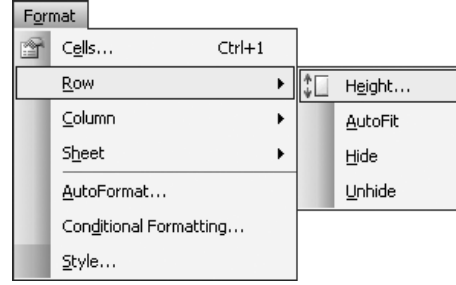 Format
Cells... Ctrl+1
Row
Column
Sheet
AutoFormat...
Conditional Formatting...
Style...
Height...
AutoFit
Hide
Unhide